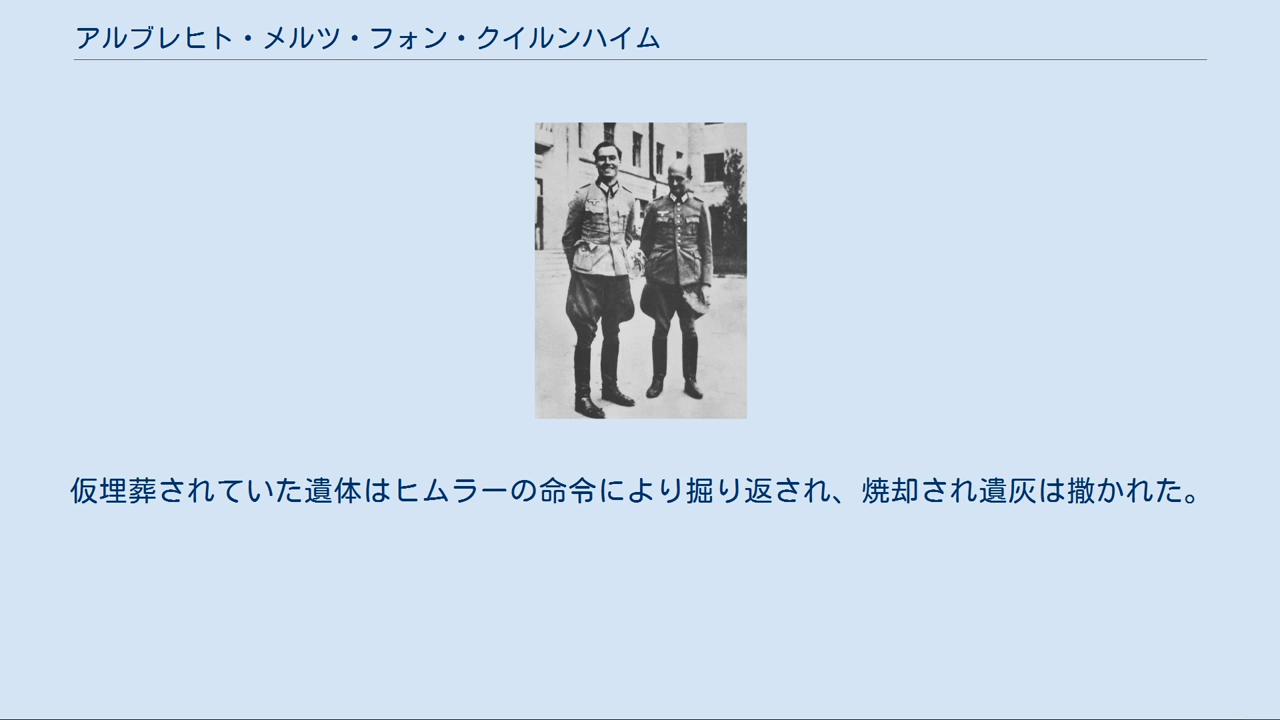 アルブレヒト・メルツ・フォン・クイルンハイム
仮埋葬されていた遺体はヒムラーの命令により掘り返され、焼却され遺灰は撒かれた。